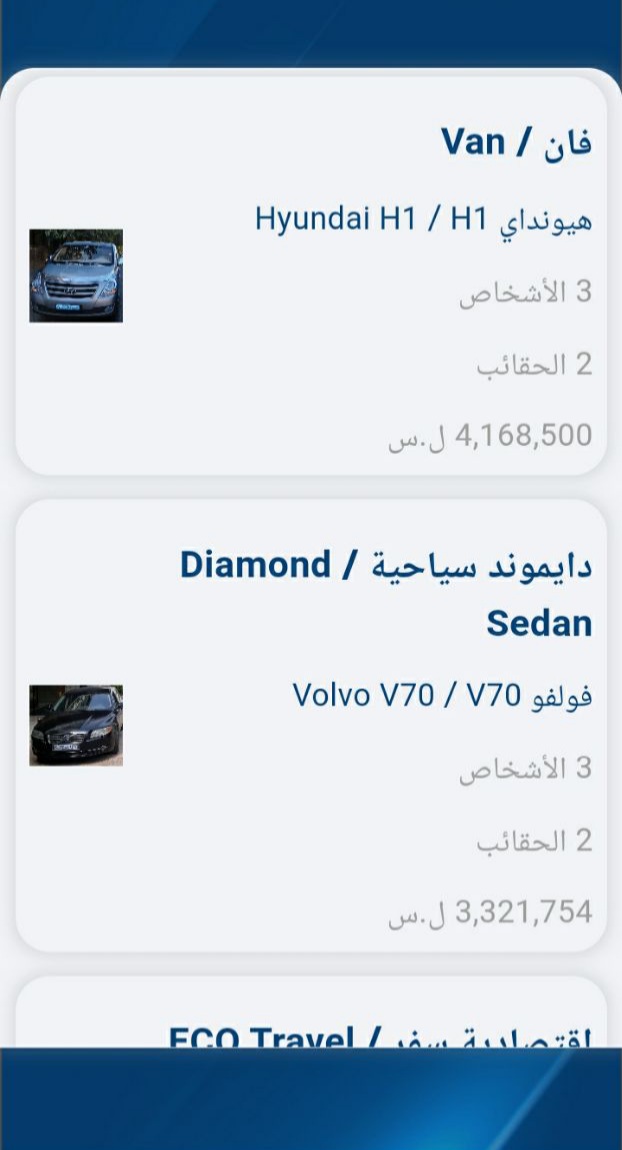 فان / Van
هيونداي H1 / Hyundai H1
3 الأشخاص
2 الحقائب
4,168,500 ل.س
دايموند سياحية / Diamond
Sedan
فولفو V70 / Volvo V70
3 الأشخاص
2 الحقائب
3,321,754 ل.س
اقتصادية سفر / ECO Travel